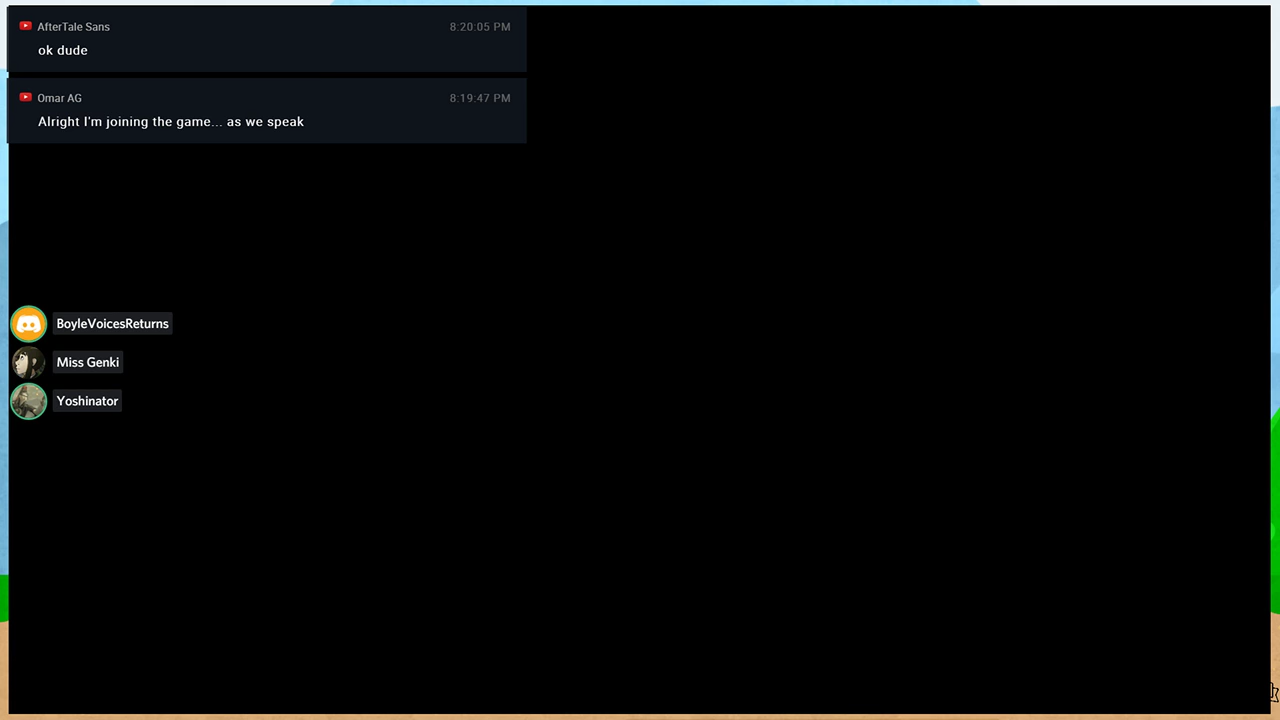 AfterTale Sans 8:20:05 PM
ok dude
Omar AG 8:19:47 PM
Alright I'm joining the game... as we speak
BoyleVoicesReturns
Miss Genki
Yoshinator